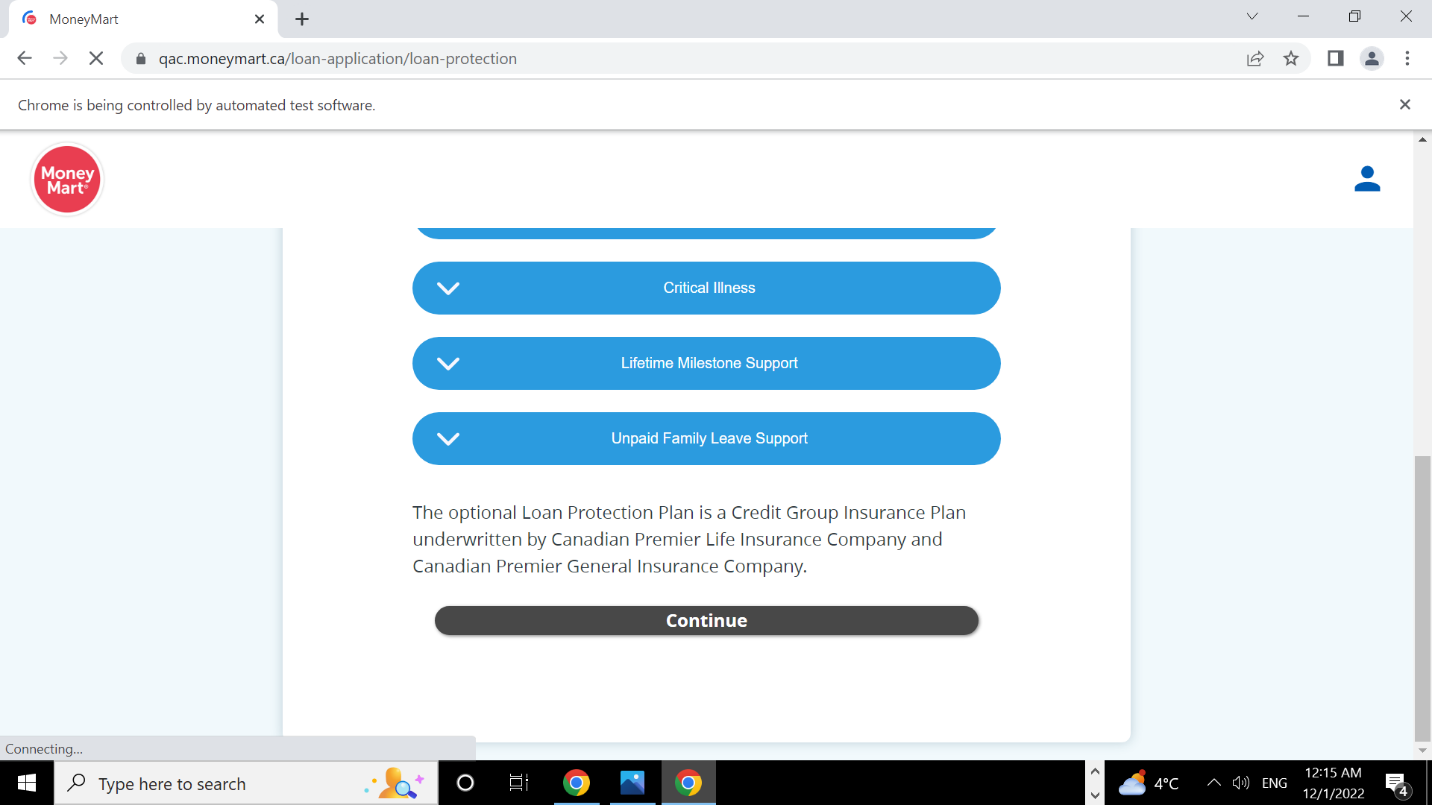 MoneyMart
qac.moneymart.ca/loan-application/loan-protection
Chrome is being controlled by automated test software.
Money
Mart®
Critical Illness
Lifetime Milestone Support
Unpaid Family Leave Support
The optional Loan Protection Plan is a Credit Group Insurance Plan
underwritten by Canadian Premier Life Insurance Company and
Canadian Premier General Insurance Company.
Continue
Connecting...
Type here to search
4°C
ENG
12:15 AM
12/1/2022
4